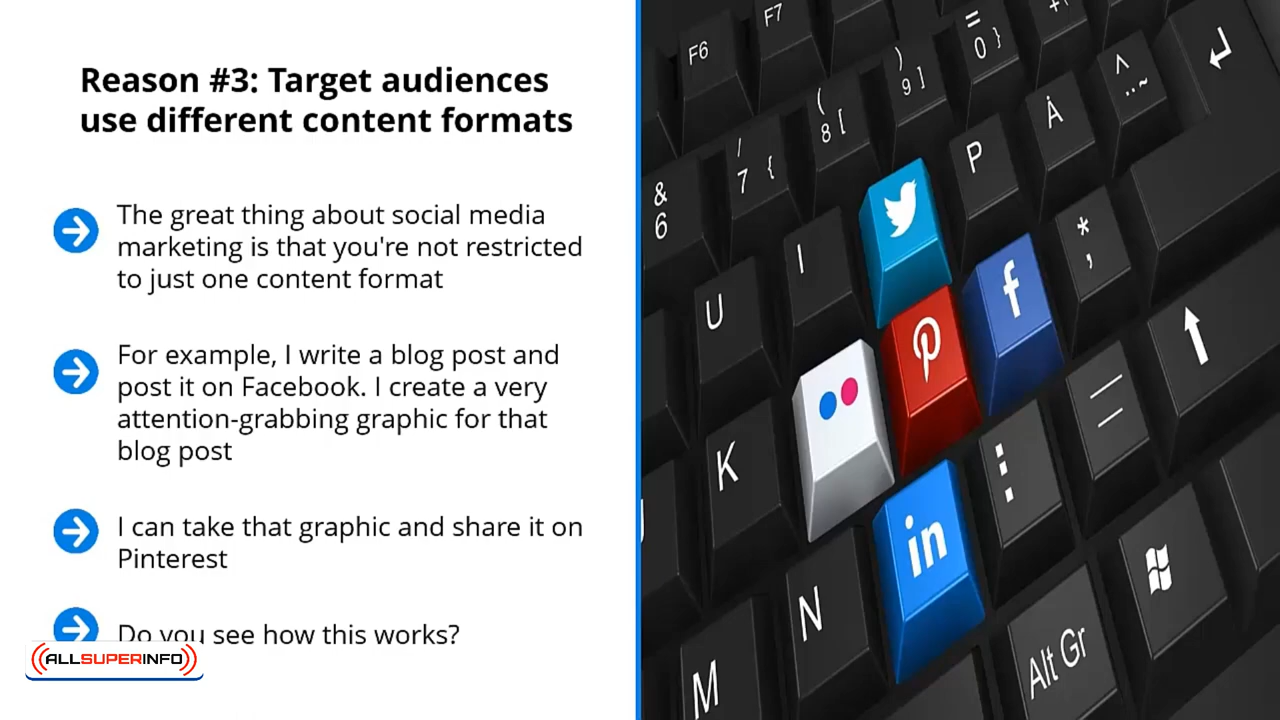 Reason #3: Target audiences
use different content formats
The great thing about social media
marketing is that you're not restricted
to just one content format
For example, I write a blog post and
post it on Facebook. I create a very
attention-grabbing graphic for that
blog post
I can take that graphic and share it on
Pinterest
Do you see how this works?
ALLSUPERINFO
F6
F7
=
0 }
)
9 ]
(
8 [
/
7 {
&
6
^
¨~
Å
P
I
U
*
'
f
in
K
N
M
Alt Gr